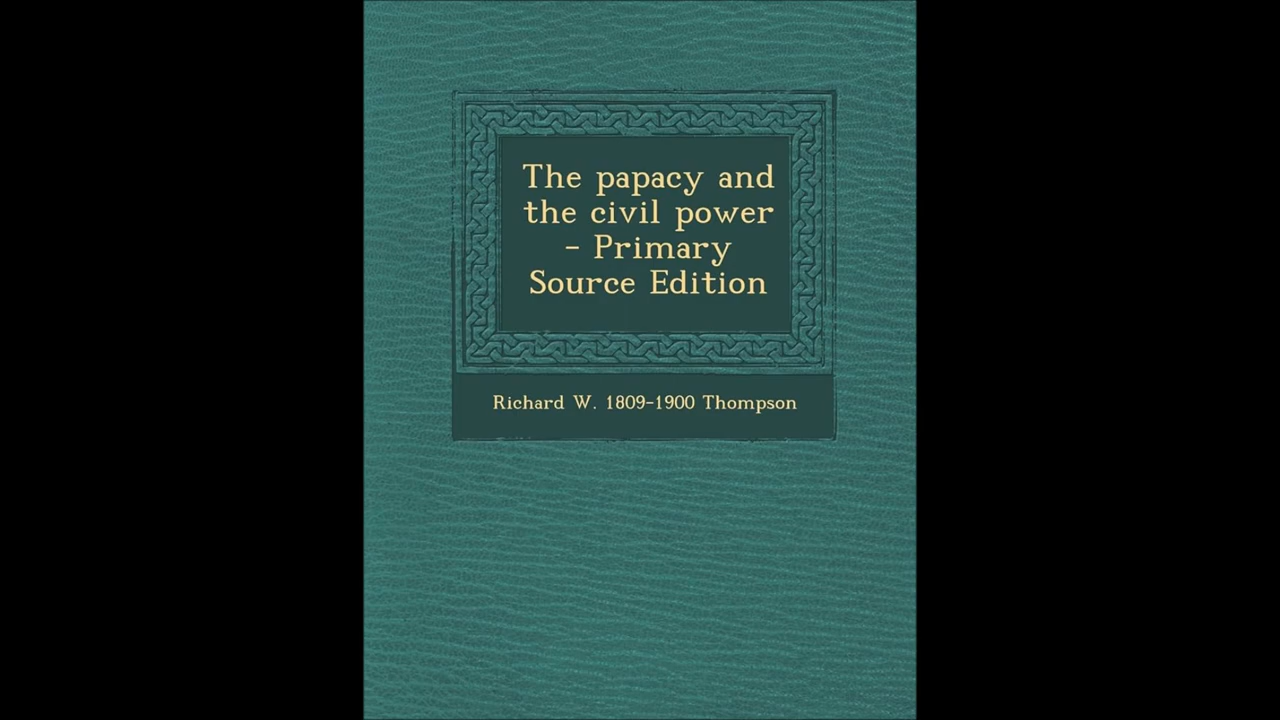 The papacy and
the civil power
- Primary
Source Edition
Richard W. 1809-1900 Thompson